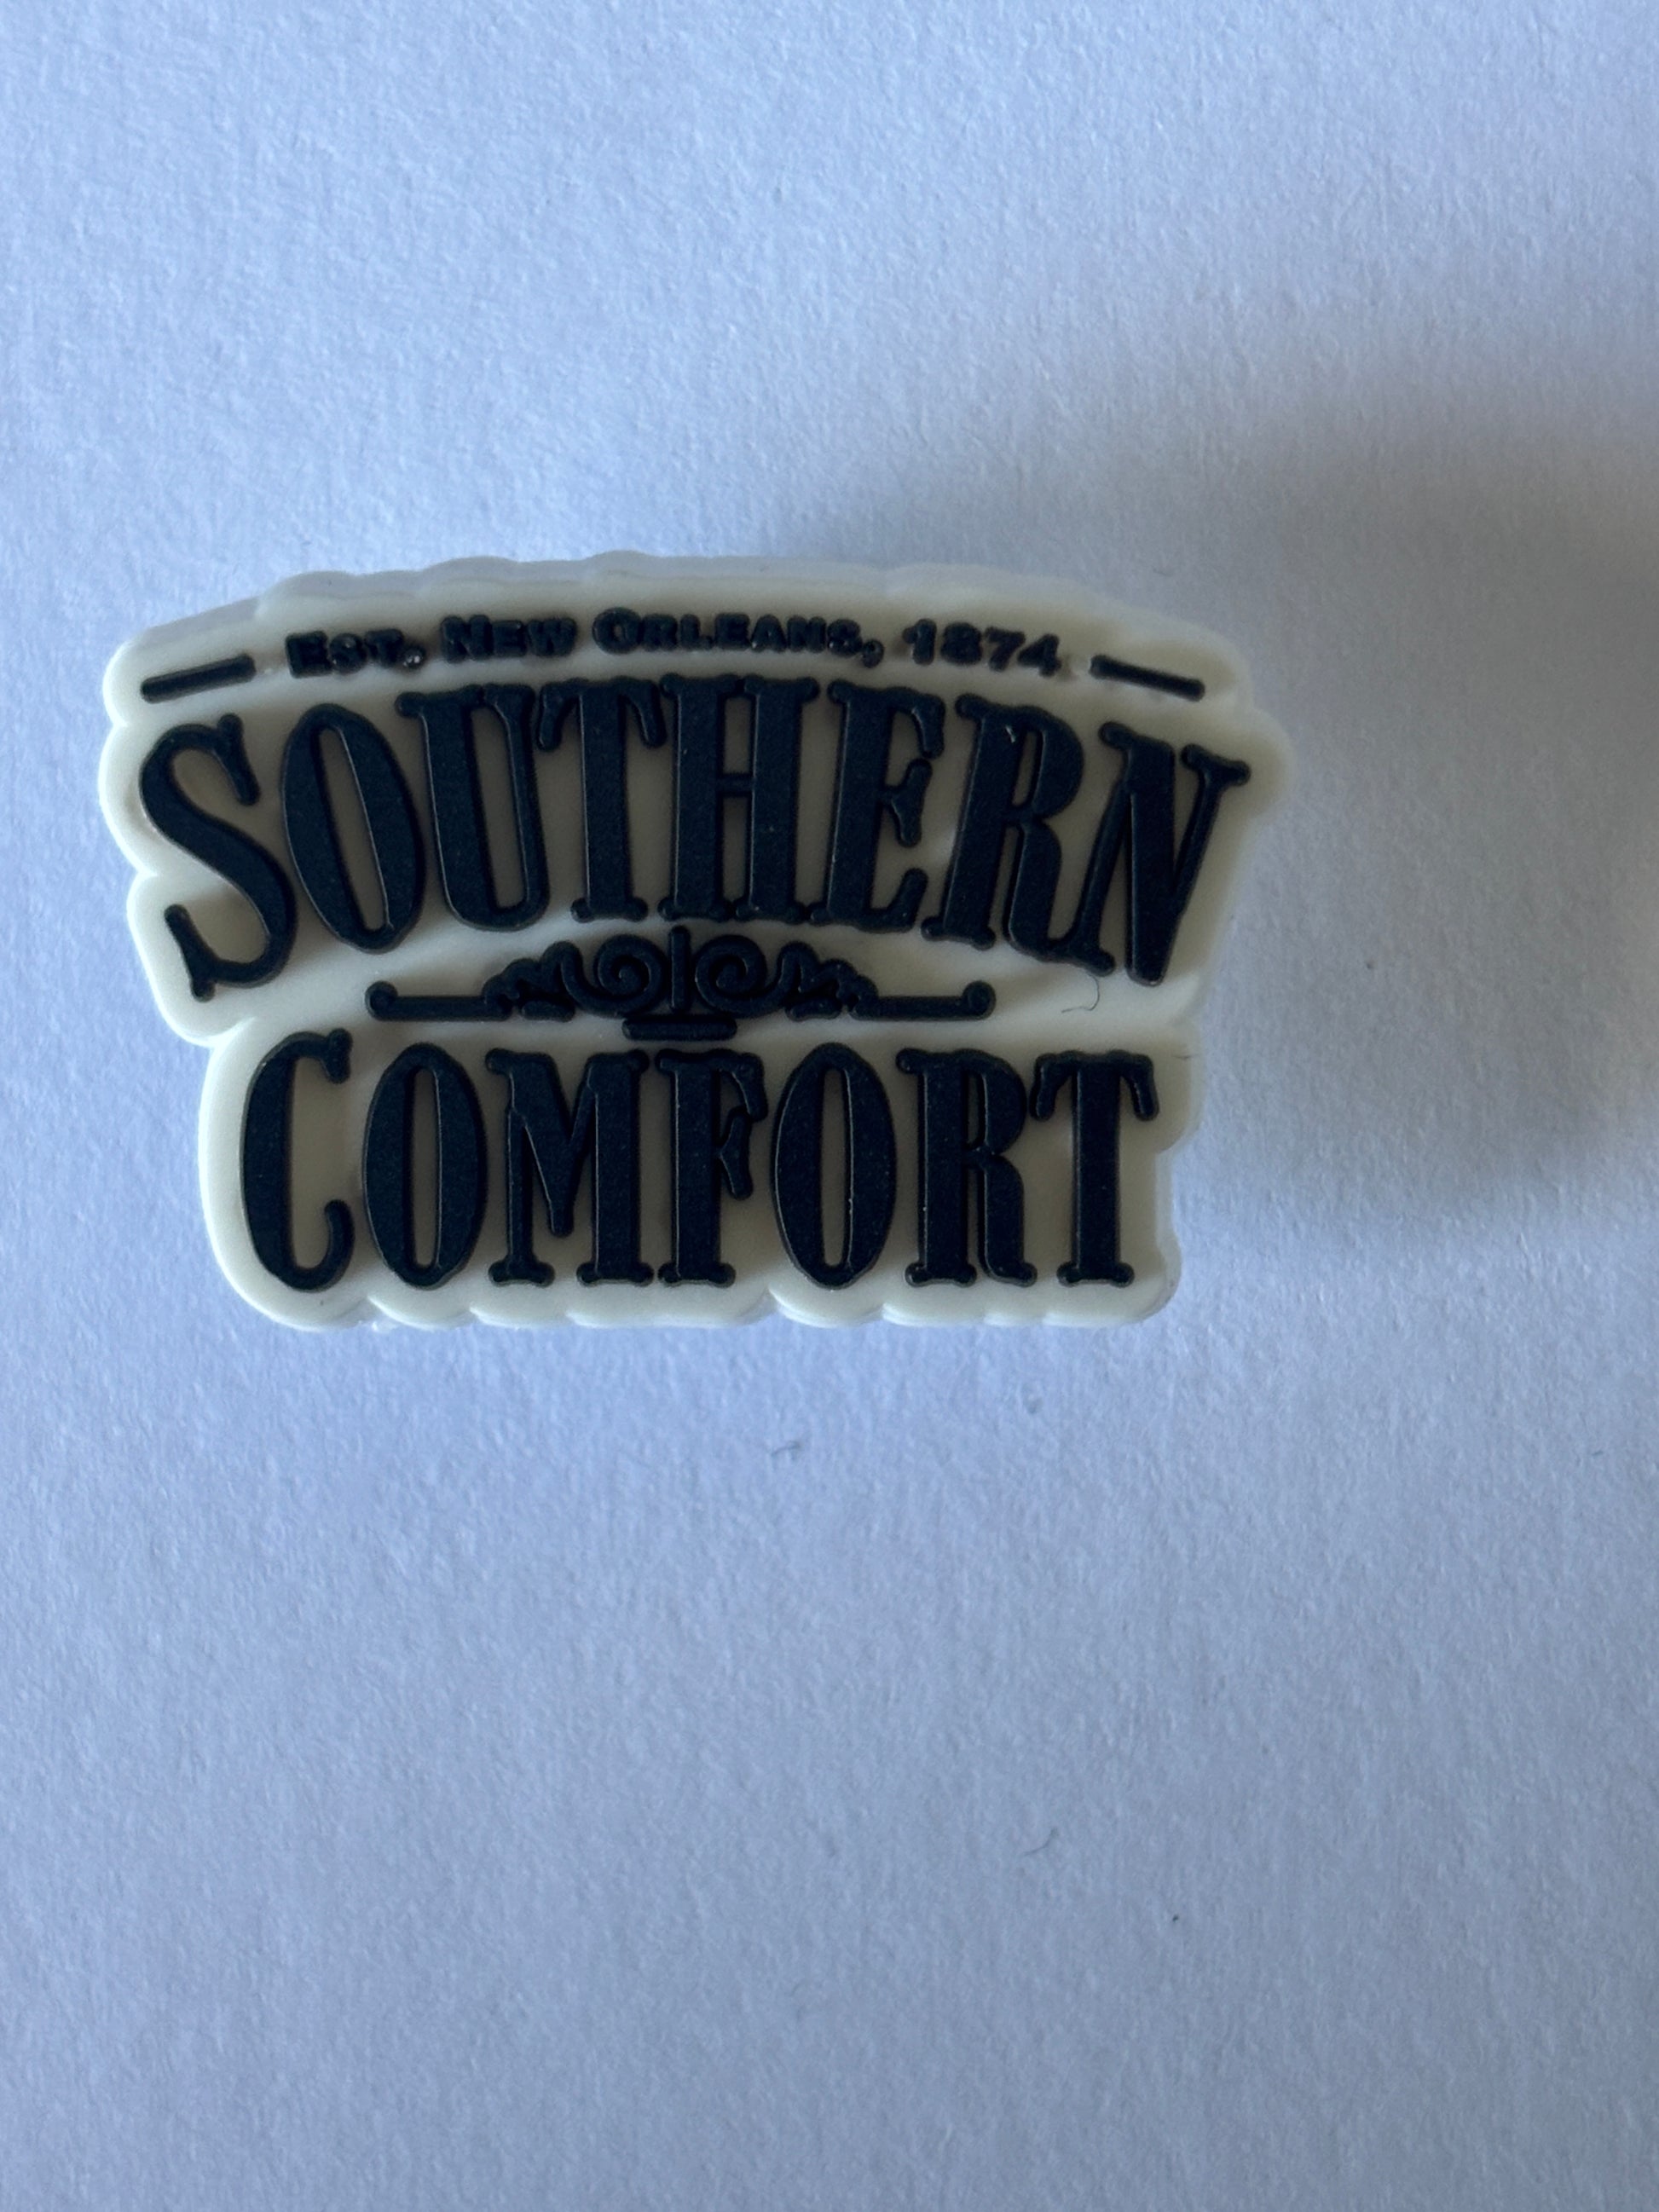 EST. NEW ORLEANS, 1874
SOUTHERN
COMFORT